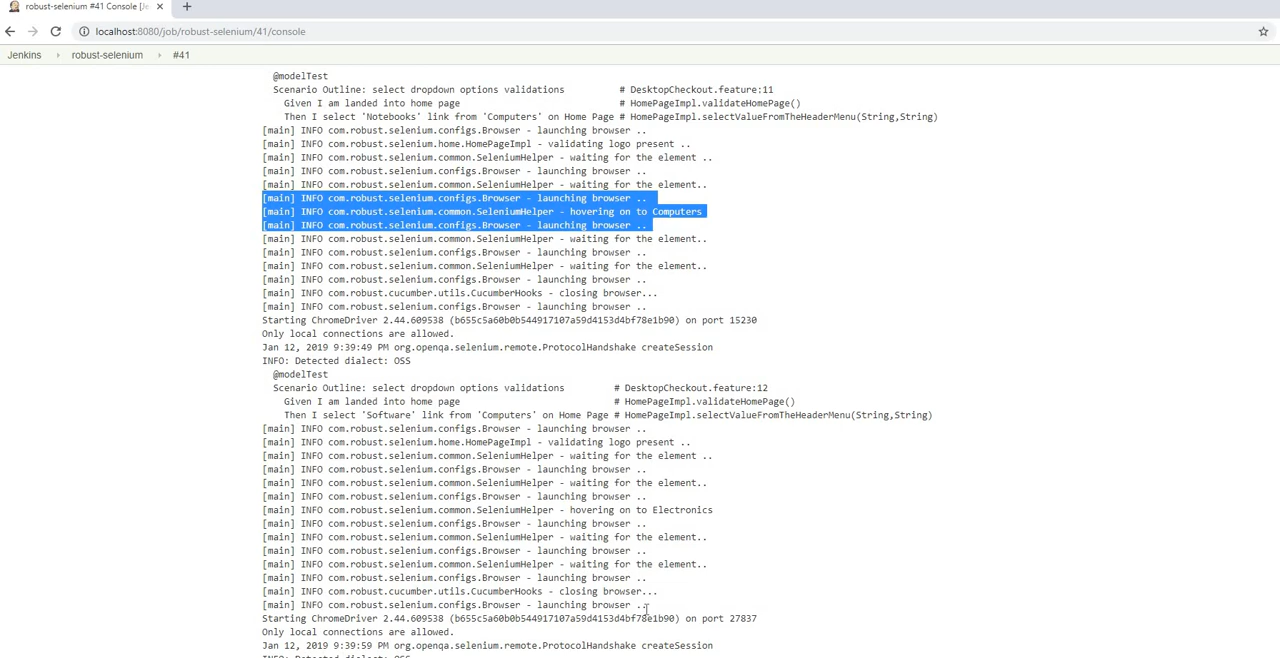 robust-selenium #41 Console [Je
localhost:8080/job/robust-selenium/41/console
Jenkins robust-selenium #41
@modelTest
Scenario Outline: select dropdown options validations # DesktopCheckout.feature:11
Given I am landed into home page # HomePageImpl.validateHomePage()
Then I select 'Notebooks' link from 'Computers' on Home Page # HomePageImpl.selectValueFromTheHeaderMenu(String,String)
[main] INFO com.robust.selenium.configs.Browser - launching browser ..
[main] INFO com.robust.selenium.home.HomePageImpl - validating logo present ..
[main] INFO com.robust.selenium.common.SeleniumHelper - waiting for the element ..
[main] INFO com.robust.selenium.configs.Browser - launching browser ..
[main] INFO com.robust.selenium.common.SeleniumHelper - waiting for the element..
[main] INFO com.robust.selenium.configs.Browser - launching browser ..
[main] INFO com.robust.selenium.common.SeleniumHelper - hovering on to Computers
[main] INFO com.robust.selenium.configs.Browser - launching browser ..
[main] INFO com.robust.selenium.common.SeleniumHelper - waiting for the element..
[main] INFO com.robust.selenium.configs.Browser - launching browser ..
[main] INFO com.robust.selenium.common.SeleniumHelper - waiting for the element..
[main] INFO com.robust.selenium.configs.Browser - launching browser ..
[main] INFO com.robust.cucumber.utils.CucumberHooks - closing browser...
[main] INFO com.robust.selenium.configs.Browser - launching browser ..
Starting ChromeDriver 2.44.609538 (b655c5a60b0b544917107a59d4153d4bf78e1b90) on port 15230
Only local connections are allowed.
Jan 12, 2019 9:39:49 PM org.openqa.selenium.remote.ProtocolHandshake createSession
INFO: Detected dialect: OSS
@modelTest
Scenario Outline: select dropdown options validations # DesktopCheckout.feature:12
Given I am landed into home page # HomePageImpl.validateHomePage()
Then I select 'Software' link from 'Computers' on Home Page # HomePageImpl.selectValueFromTheHeaderMenu(String,String)
[main] INFO com.robust.selenium.configs.Browser - launching browser ..
[main] INFO com.robust.selenium.home.HomePageImpl - validating logo present ..
[main] INFO com.robust.selenium.common.SeleniumHelper - waiting for the element ..
[main] INFO com.robust.selenium.configs.Browser - launching browser ..
[main] INFO com.robust.selenium.common.SeleniumHelper - waiting for the element..
[main] INFO com.robust.selenium.configs.Browser - launching browser ..
[main] INFO com.robust.selenium.common.SeleniumHelper - hovering on to Electronics
[main] INFO com.robust.selenium.configs.Browser - launching browser ..
[main] INFO com.robust.selenium.common.SeleniumHelper - waiting for the element..
[main] INFO com.robust.selenium.configs.Browser - launching browser ..
[main] INFO com.robust.selenium.common.SeleniumHelper - waiting for the element..
[main] INFO com.robust.selenium.configs.Browser - launching browser ..
[main] INFO com.robust.cucumber.utils.CucumberHooks - closing browser...
[main] INFO com.robust.selenium.configs.Browser - launching browser ..
Starting ChromeDriver 2.44.609538 (b655c5a60b0b544917107a59d4153d4bf78e1b90) on port 27837
Only local connections are allowed.
Jan 12, 2019 9:39:59 PM org.openqa.selenium.remote.ProtocolHandshake createSession
INFO: Detected dialect: OSS